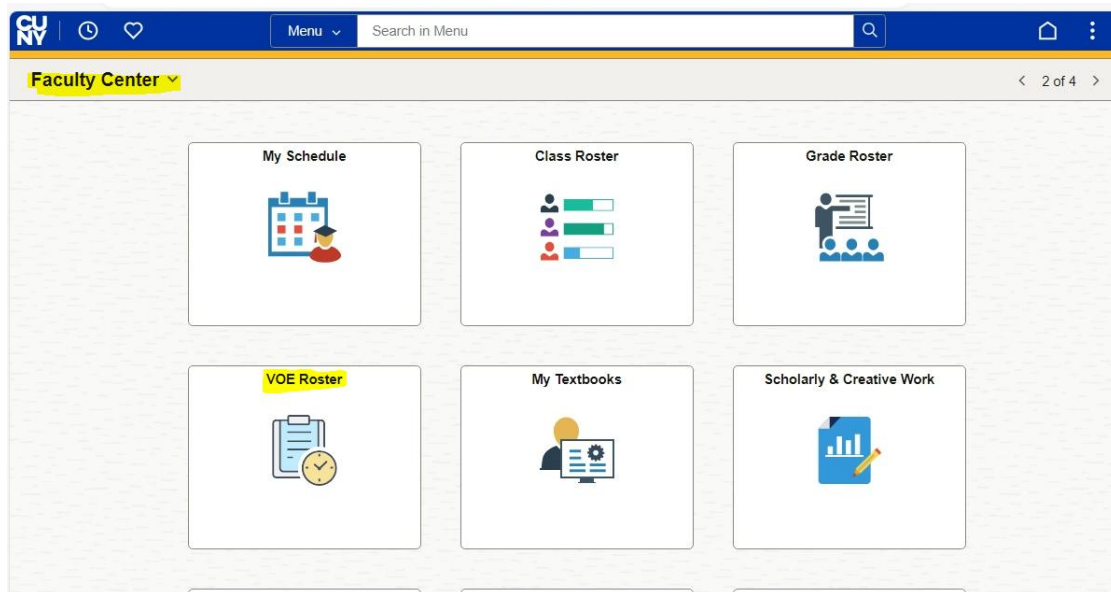 CU
NY
Menu
Search in Menu
Faculty Center
2 of 4
My Schedule
Class Roster
Grade Roster
VOE Roster
My Textbooks
Scholarly & Creative Work